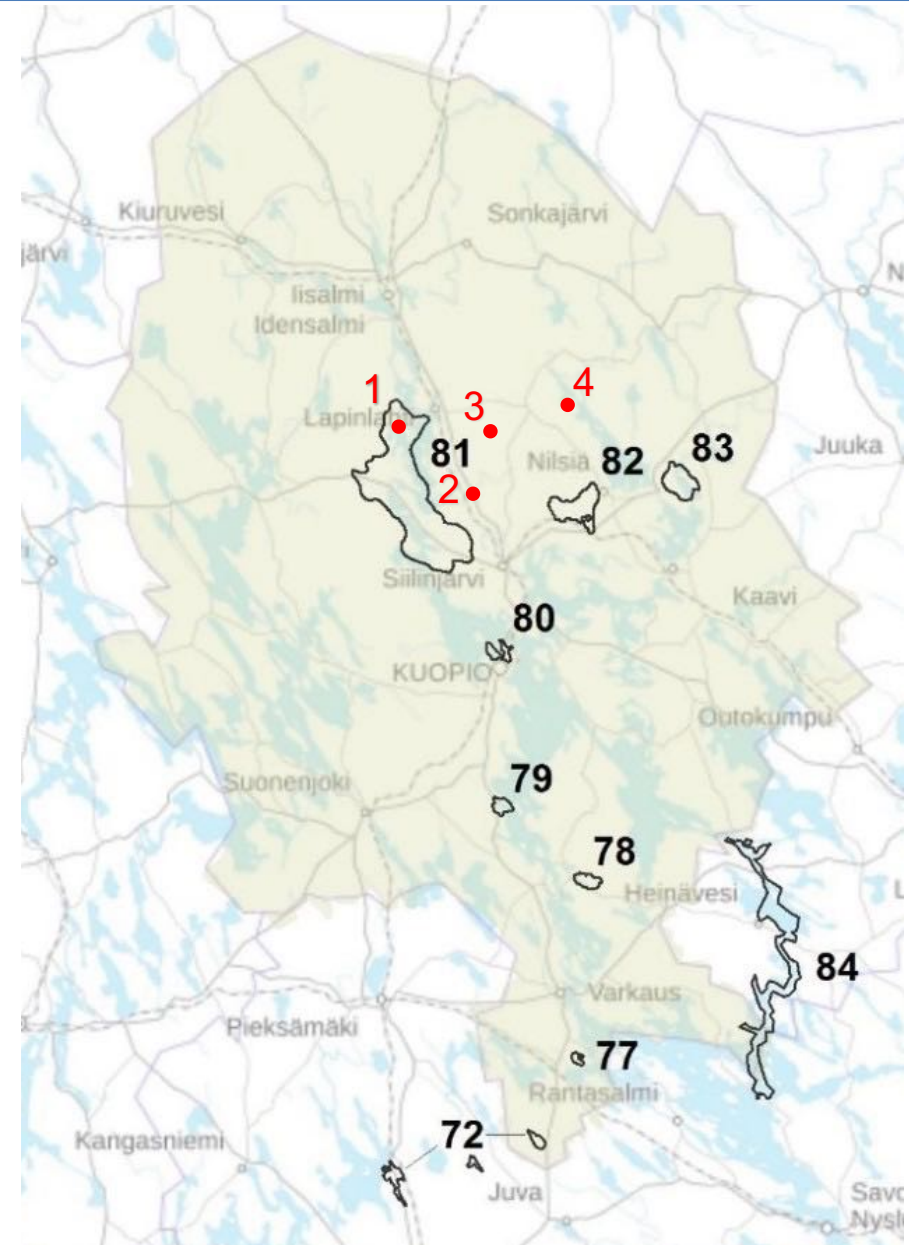 Kiuruvesi
Sonkajärvi
järvi
N
Iisalmi
Idensalmi
1
3
4
Lapinlah
81
Nilsiä
82
83
Juuka
2
Siilinjärvi
Kaavi
80
KUOPIO
Outokumpu
79
Suonenjoki
78
Heinävesi
L
84
Varkaus
Pieksämäki
77
Rantasalmi
72
Kangasniemi
Juva
Savo
Nyslo